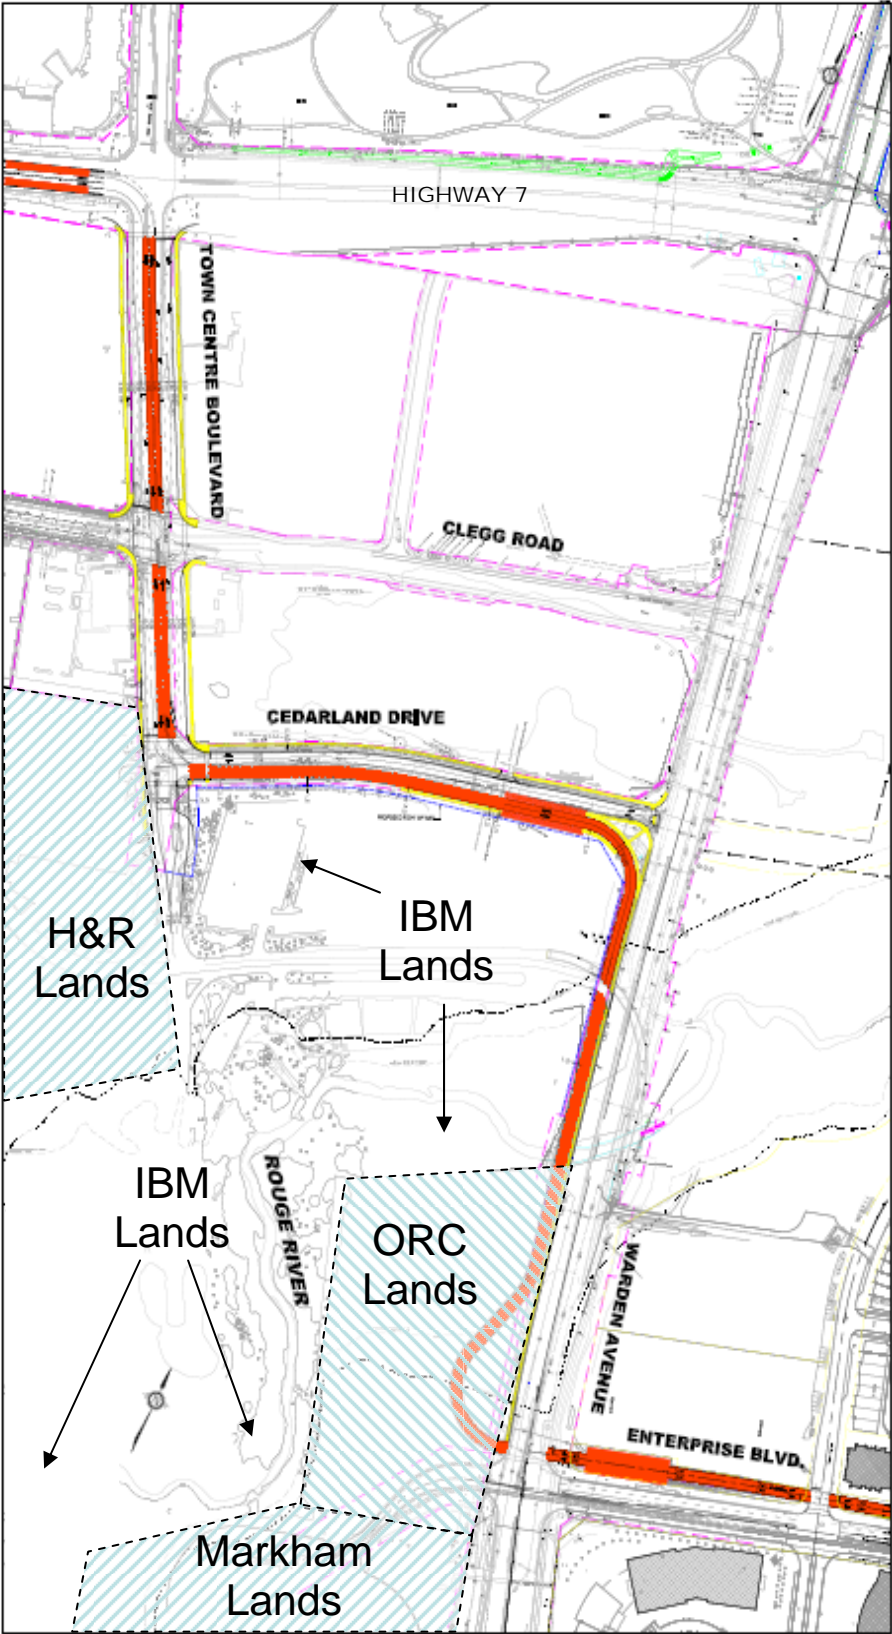 HIGHWAY 7
TOWN CENTRE BOULEVARD
CLEGG ROAD
CEDARLAND DRIVE
IBM
Lands
H&R
Lands
IBM
Lands
ROUGE RIVER
ORC
Lands
WARDEN AVENUE
ENTERPRISE BLVD.
Markham
Lands